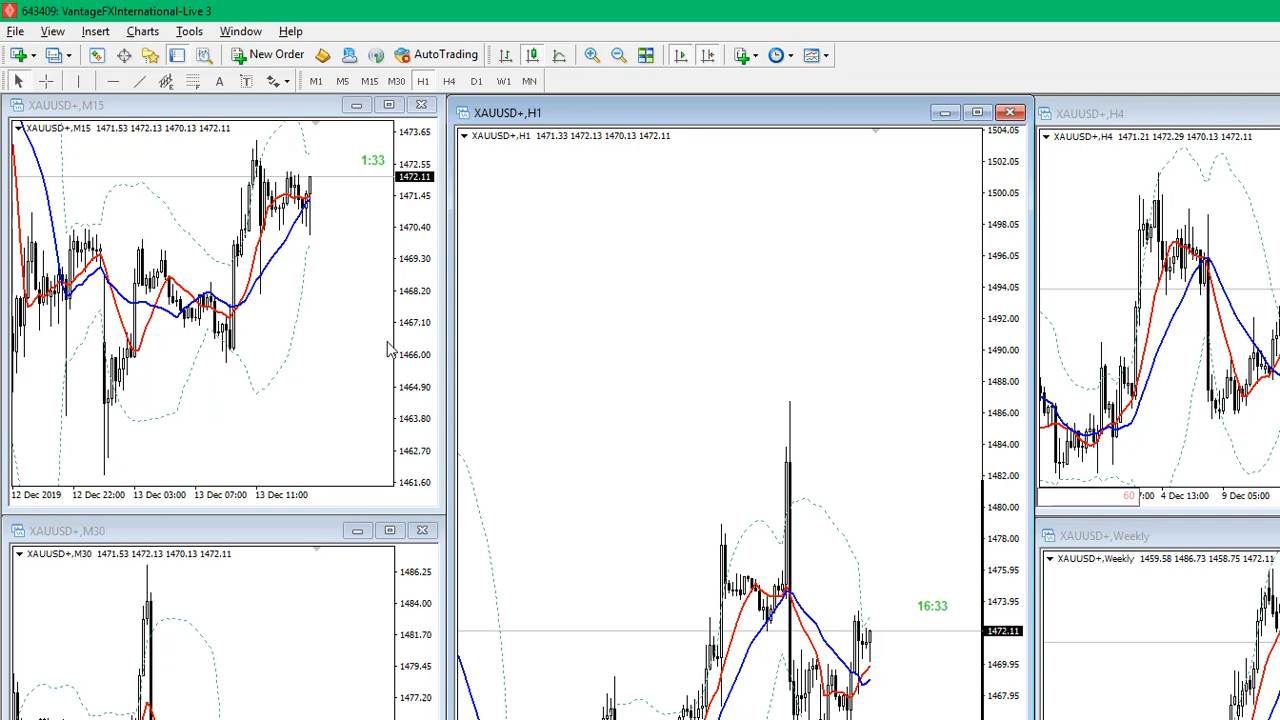 643409: VantageFXInternational-Live 3
File View Insert Charts Tools Window Help
New Order AutoTrading
A T M1 M5 M15 M30 H1 H4 D1 W1 MN
XAUUSD+,M15
XAUUSD+,M15 1471.53 1472.13 1470.13 1472.11
1:33
1473.65
1472.55
1472.11
1471.45
1470.40
1469.30
1468.20
1467.10
1466.00
1464.90
1463.80
1462.70
1461.60
12 Dec 2019 12 Dec 22:00 13 Dec 03:00 13 Dec 07:00 13 Dec 11:00
XAUUSD+,M30
XAUUSD+,M30 1471.53 1472.13 1470.13 1472.11
1486.25
1484.00
1481.70
1479.45
1477.20
XAUUSD+,H1
XAUUSD+,H1 1471.33 1472.13 1470.13 1472.11
1504.05
1502.05
1500.05
1498.05
1496.05
1494.05
1492.00
1490.00
1488.00
1486.00
1484.00
1482.00
1480.00
1478.00
1475.95
1473.95
16:33
1472.11
1469.95
1467.95
XAUUSD+,H4
XAUUSD+,H4 1471.21 1472.29 1470.13 1472.11
60 7:00 4 Dec 13:00 9 Dec 05:00
XAUUSD+,Weekly
XAUUSD+,Weekly 1459.58 1486.73 1458.75 1472.11